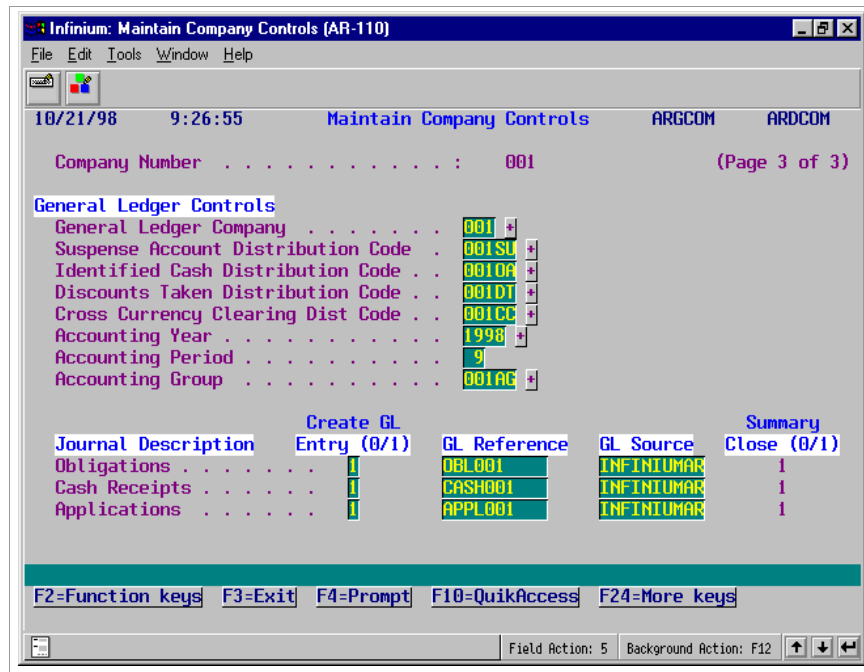 Infinium: Maintain Company Controls (AR-110)
File Edit Tools Window Help
10/21/98 9:26:55 Maintain Company Controls ARGCOM ARDCOM
Company Number . . . . . . . . . . . : 001 (Page 3 of 3)
General Ledger Controls
General Ledger Company . . . . . . . 001 +
Suspense Account Distribution Code . 001SU +
Identified Cash Distribution Code . . 001OA +
Discounts Taken Distribution Code . . 001DT +
Cross Currency Clearing Dist Code . . 001CC +
Accounting Year . . . . . . . . . . . 1998 +
Accounting Period . . . . . . . . . . 9
Accounting Group . . . . . . . . . . 001AG +
Create GL Summary
Journal Description Entry (0/1) GL Reference GL Source Close (0/1)
Obligations . . . . . . . 1 OBL001 INFINIUMAR 1
Cash Receipts . . . . . . 1 CASH001 INFINIUMAR 1
Applications . . . . . . 1 APPL001 INFINIUMAR 1
F2=Function keys F3=Exit F4=Prompt F10=QuikAccess F24=More keys
Field Action: 5 Background Action: F12